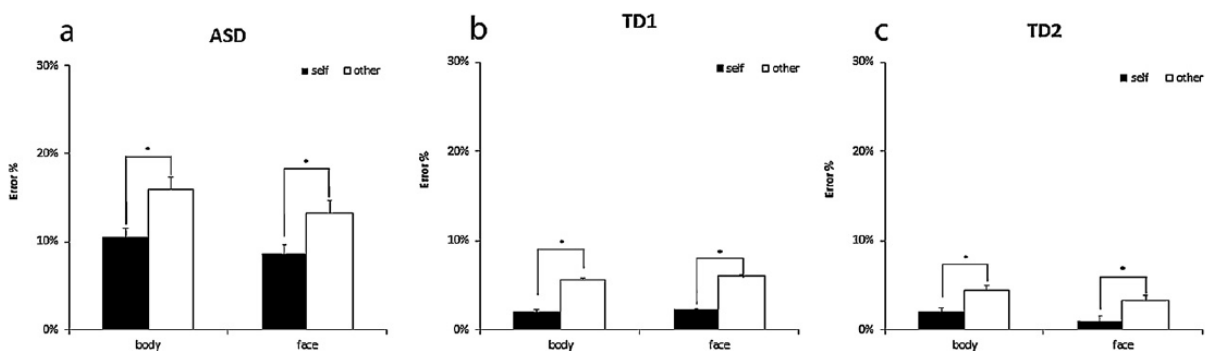 a
ASD
30%
20%
10%
0%
Error %
self other
*
*
body face
b
TD1
30%
20%
10%
0%
Error %
self other
*
*
body face
c
TD2
30%
20%
10%
0%
Error %
self other
*
*
body face